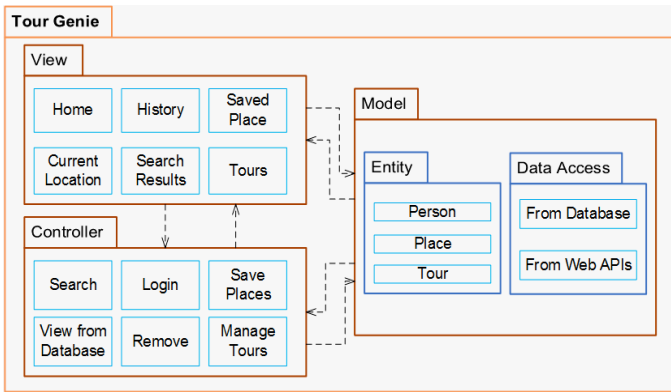 Tour Genie
View
Home
History
Saved
Place
Current
Location
Search
Results
Tours
Controller
Search
Login
Save
Places
View from
Database
Remove
Manage
Tours
Model
Entity
Person
Place
Tour
Data Access
From Database
From Web APIs